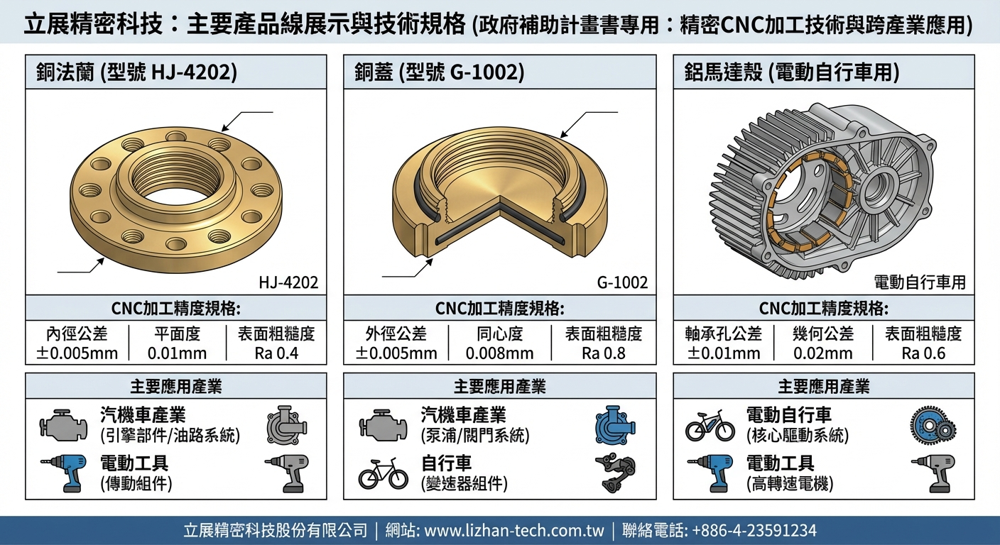 立展精密科技：主要產品線展示與技術規格 (政府補助計畫書專用：精密CNC加工技術與跨產業應用)
銅法蘭 (型號 HJ-4202)
HJ-4202
CNC加工精度規格:
內徑公差
±0.005mm
平面度
0.01mm
表面粗糙度
Ra 0.4
主要應用產業
汽機車產業
(引擎部件/油路系統)
電動工具
(傳動組件)
銅蓋 (型號 G-1002)
G-1002
CNC加工精度規格:
外徑公差
±0.005mm
同心度
0.008mm
表面粗糙度
Ra 0.8
主要應用產業
汽機車產業
(泵浦/閥門系統)
自行車
(變速器組件)
鋁馬達殼 (電動自行車用)
電動自行車用
CNC加工精度規格:
軸承孔公差
±0.01mm
幾何公差
0.02mm
表面粗糙度
Ra 0.6
主要應用產業
電動自行車
(核心驅動系統)
電動工具
(高轉速電機)
立展精密科技股份有限公司 | 網站: www.lizhan-tech.com.tw | 聯絡電話: +886-4-23591234